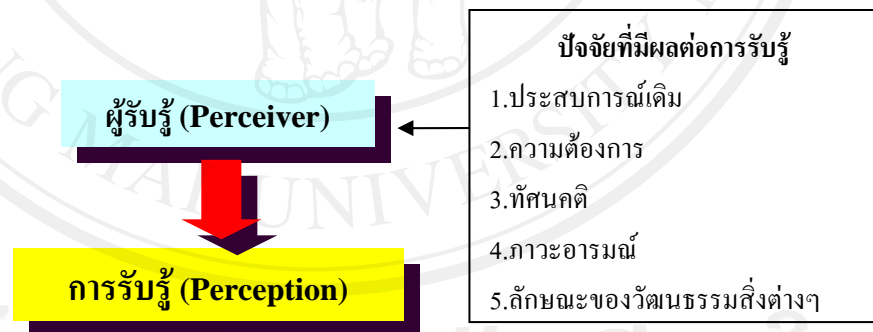 ปัจจัยที่มีผลต่อการรับรู้
1.ประสบการณ์เดิม
2.ความต้องการ
3.ทัศนคติ
4.ภาวะอารมณ์
5.ลักษณะของวัฒนธรรมสิ่งต่างๆ
ผู้รับรู้ (Perceiver)
การรับรู้ (Perception)
MAI UNIVERSITY